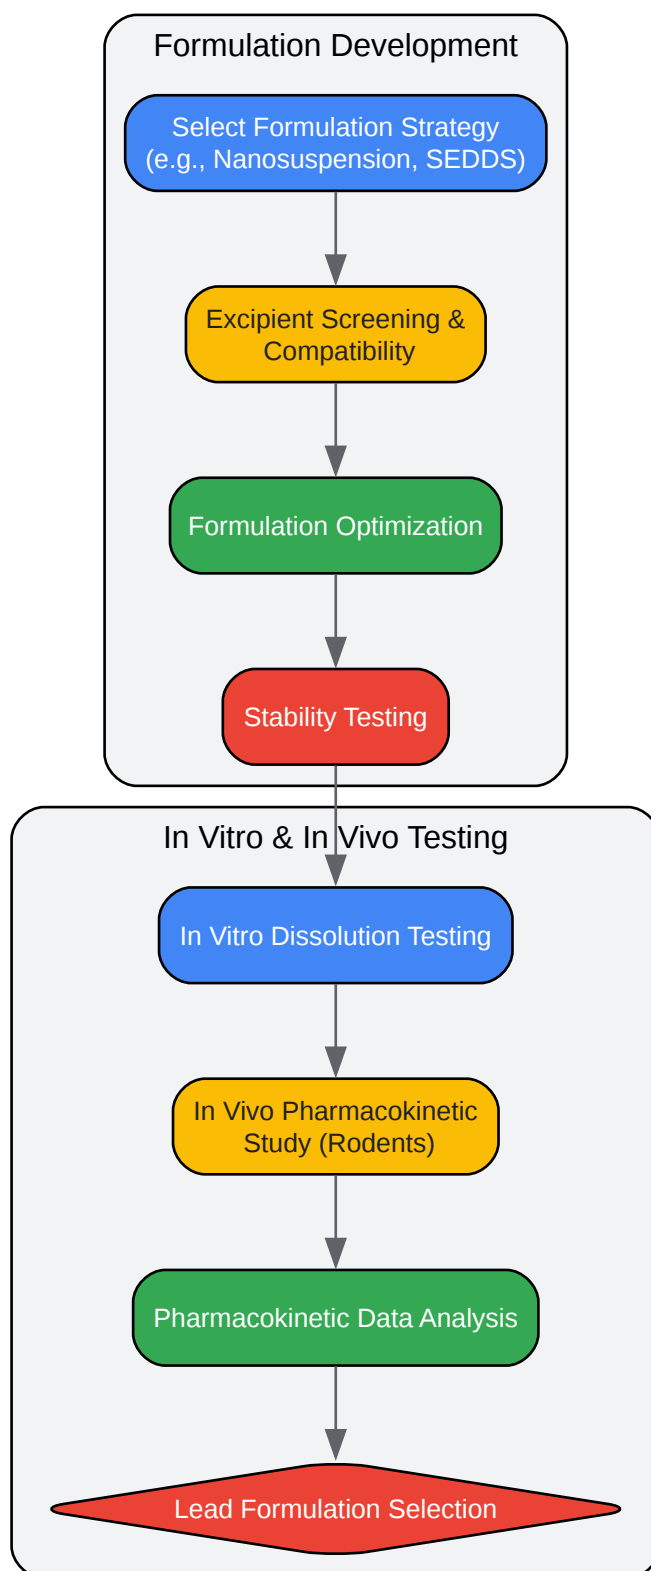 Formulation Development
Select Formulation Strategy
(e.g., Nanosuspension, SEDDS)
Excipient Screening &
Compatibility
Formulation Optimization
Stability Testing
In Vitro & In Vivo Testing
In Vitro Dissolution Testing
In Vivo Pharmacokinetic
Study (Rodents)
Pharmacokinetic Data Analysis
Lead Formulation Selection